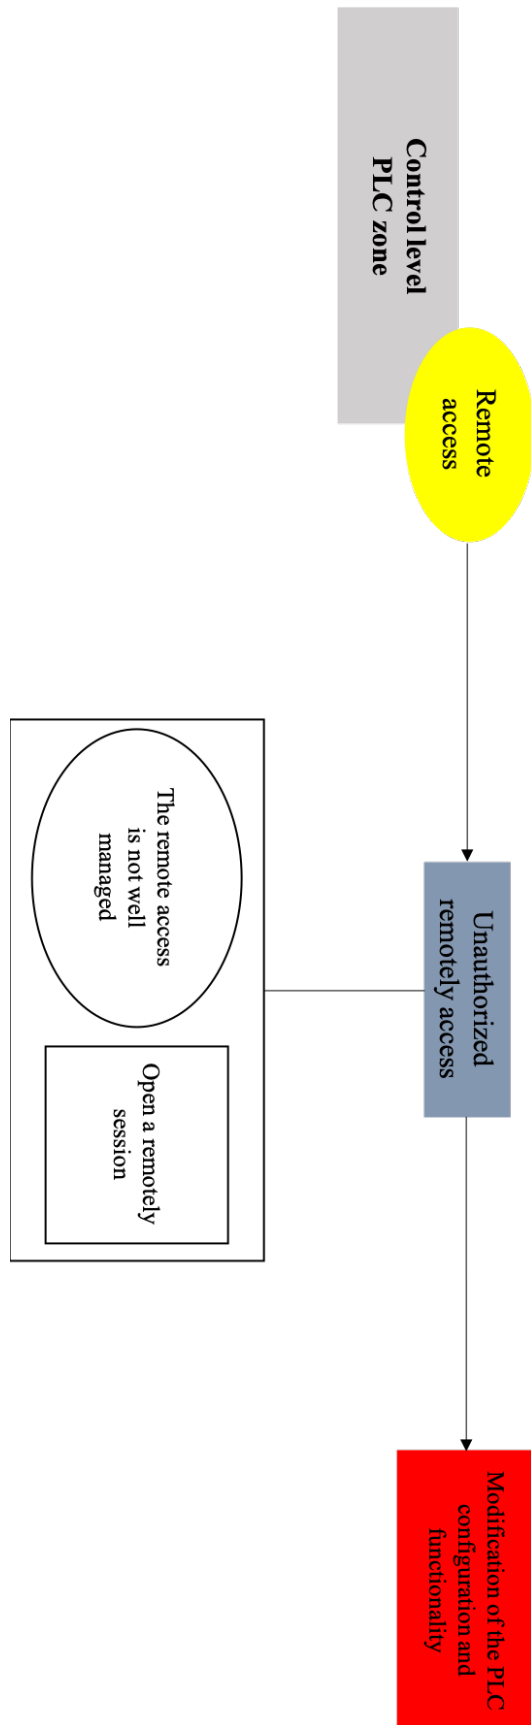 Control level
PLC zone
Remote
access
Unauthorized
remotely access
The remote access
is not well
managed
Open a remotely
session
Modification of the PLC
configuration and
functionality